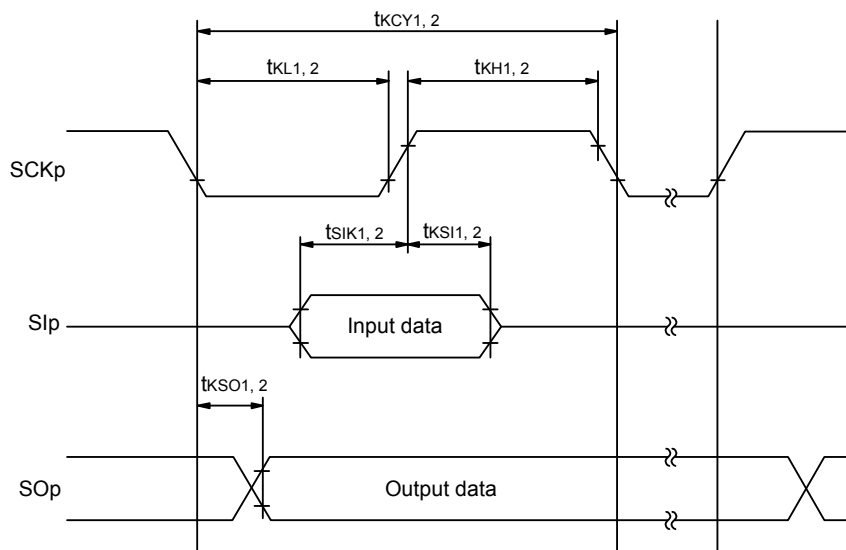 tKCY1, 2
tKL1, 2
tKH1, 2
SCKp
tSIK1, 2
tKSI1, 2
SIp
Input data
tKSO1, 2
SOp
Output data